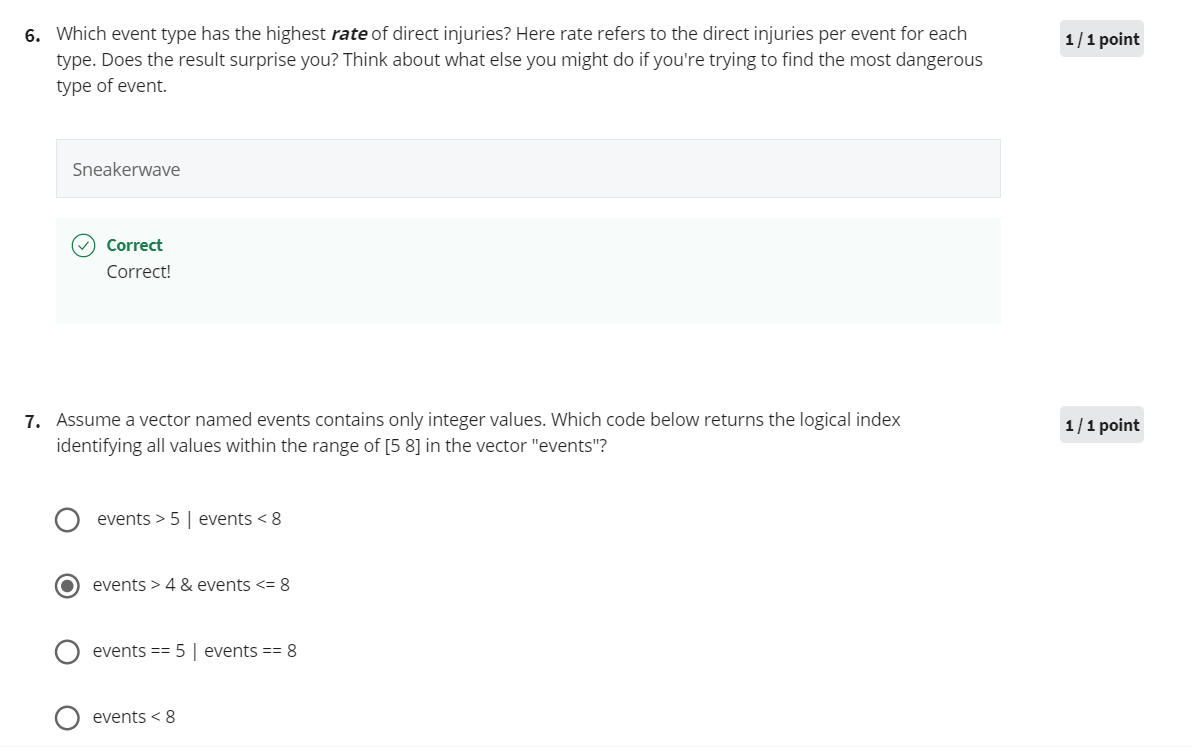 6. Which event type has the highest rate of direct injuries? Here rate refers to the direct injuries per event for each
1 / 1 point
type. Does the result surprise you? Think about what else you might do if you're trying to find the most dangerous
type of event.
Sneakerwave
Correct
Correct!
7. Assume a vector named events contains only integer values. Which code below returns the logical index
1 / 1 point
identifying all values within the range of [5 8] in the vector "events"?
events > 5 | events < 8
events > 4 & events <= 8
events == 5 | events == 8
events < 8